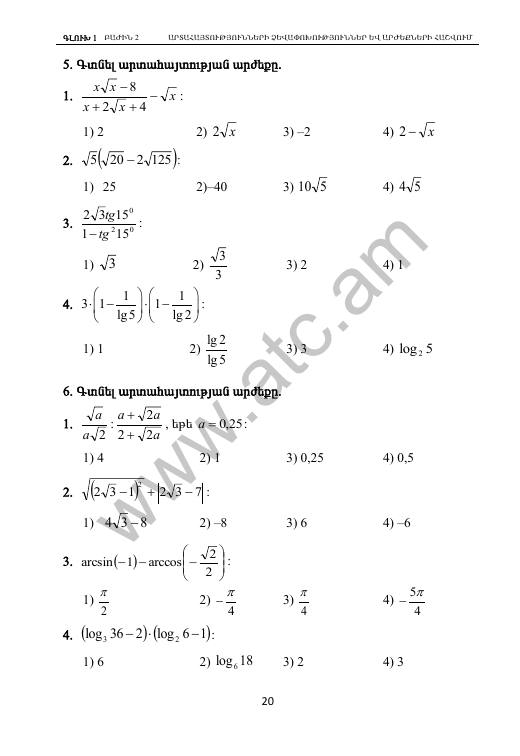 ԳԼՈՒԽ 1 ԲԱԺԻՆ 2 ԱՐՏԱՀԱՅՏՈՒԹՅՈՒՆՆԵՐԻ ՁԵՎԱՓՈԽՈՒԹՅՈՒՆՆԵՐ ԵՎ ԱՐԺԵՔՆԵՐԻ ՀԱՇՎՈՒՄ
5. Գտնել արտահայտության արժեքը.
1. (x√x − 8)/(x + 2√x + 4) − √x :
1) 2 2) 2√x 3) –2 4) 2 − √x
2. √5(√20 − 2√125):
1) 25 2)–40 3) 10√5 4) 4√5
3. (2√3tg15⁰)/(1 − tg²15⁰) :
1) √3 2) √3/3 3) 2 4) 1
4. 3·(1 − 1/lg5)·(1 − 1/lg2):
1) 1 2) lg2/lg5 3) 3 4) log₂ 5
6. Գտնել արտահայտության արժեքը.
1. √a/(a√2) : (a + √2a)/(2 + √2a), եթե a = 0,25:
1) 4 2) 1 3) 0,25 4) 0,5
2. √((2√3 − 1)²) + |2√3 − 7| :
1) 4√3 − 8 2) –8 3) 6 4) –6
3. arcsin(−1) − arccos(−√2/2):
1) π/2 2) −π/4 3) π/4 4) −5π/4
4. (log₃ 36 − 2)·(log₂ 6 − 1):
1) 6 2) log₆ 18 3) 2 4) 3
www.atc.am
20